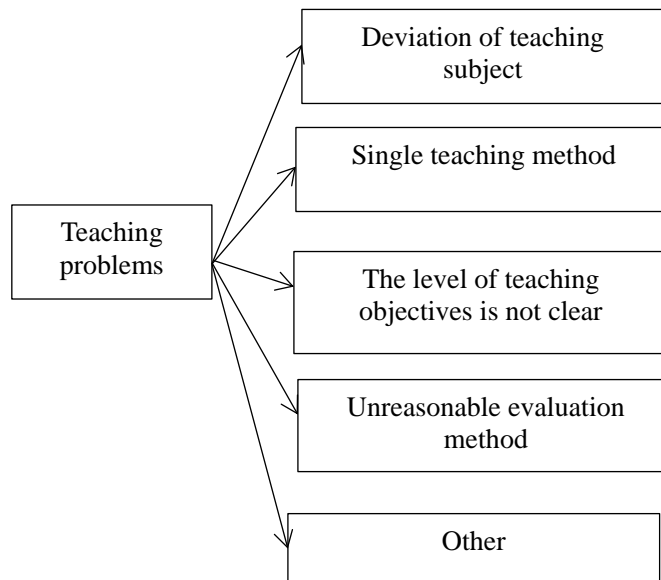 Deviation of teaching
subject
Single teaching method
Teaching
problems
The level of teaching
objectives is not clear
Unreasonable evaluation
method
Other